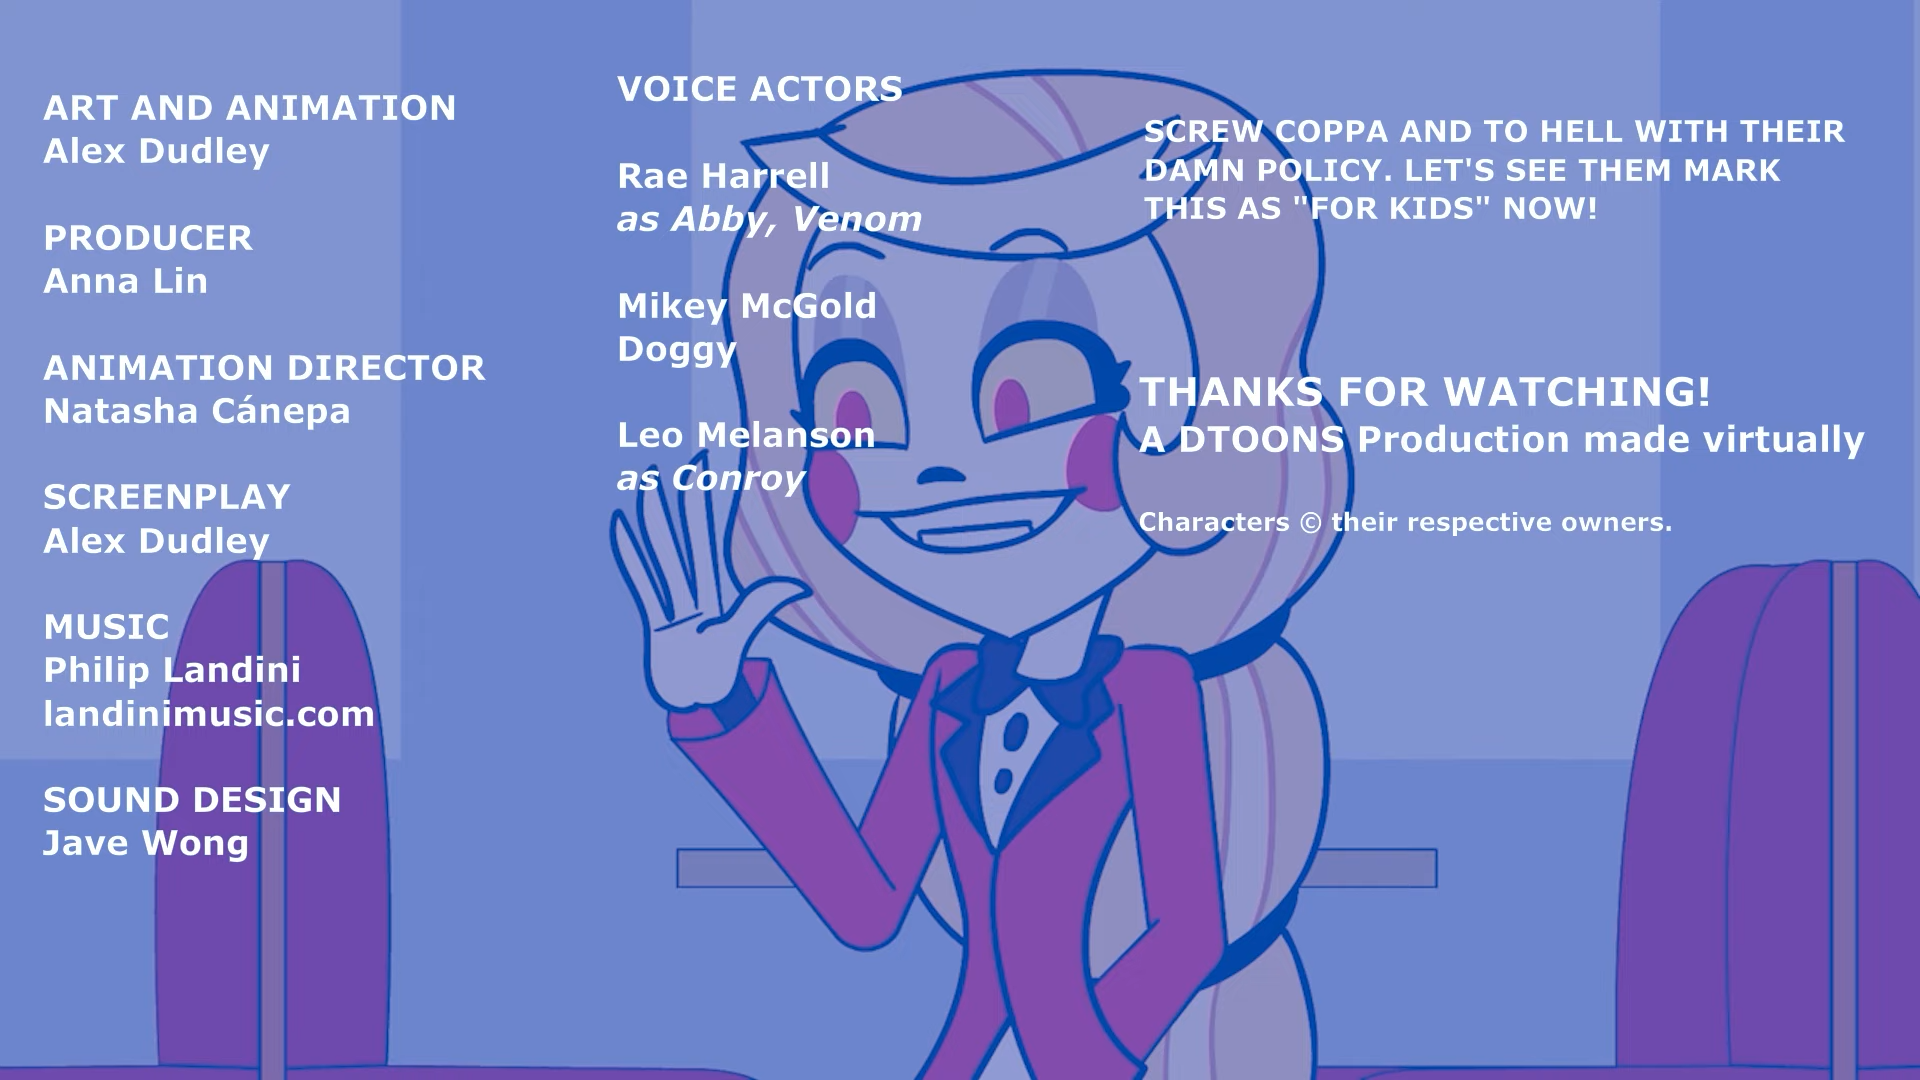 ART AND ANIMATION
Alex Dudley
PRODUCER
Anna Lin
ANIMATION DIRECTOR
Natasha Cánepa
SCREENPLAY
Alex Dudley
MUSIC
Philip Landini
landinimusic.com
SOUND DESIGN
Jave Wong
VOICE ACTORS
Rae Harrell
as Abby, Venom
Mikey McGold
Doggy
Leo Melanson
as Conroy
SCREW COPPA AND TO HELL WITH THEIR
DAMN POLICY. LET'S SEE THEM MARK
THIS AS "FOR KIDS" NOW!
THANKS FOR WATCHING!
A DTOONS Production made virtually
Characters © their respective owners.